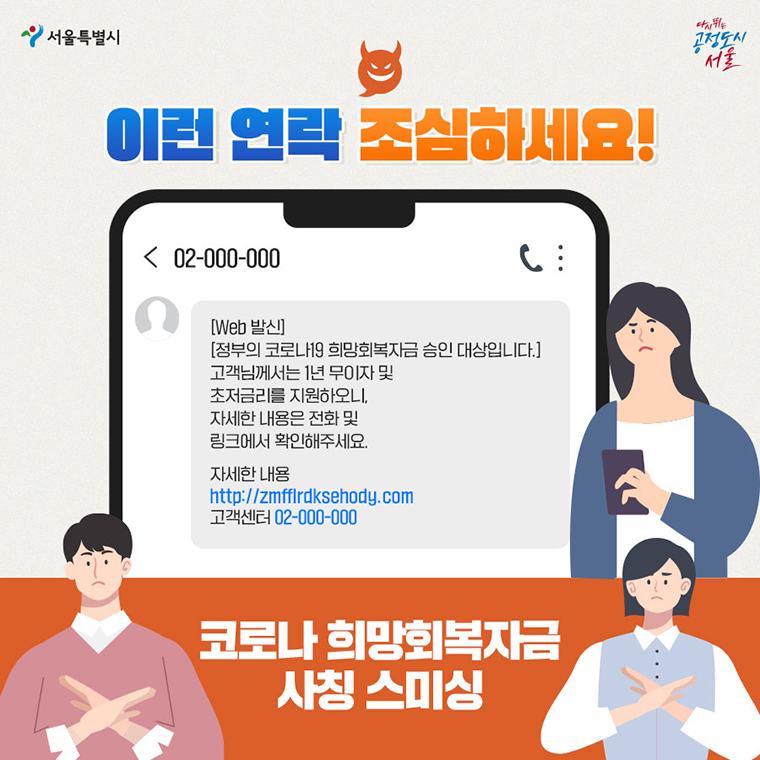 서울특별시
다시뛰는
공정도시
서울
이런 연락 조심하세요!
02-000-000
[Web 발신]
[정부의 코로나19 희망회복자금 승인 대상입니다.]
고객님께서는 1년 무이자 및
초저금리를 지원하오니,
자세한 내용은 전화 및
링크에서 확인해주세요.
자세한 내용
http://zmfflrdksehody.com
고객센터 02-000-000
코로나 희망회복자금
사칭 스미싱